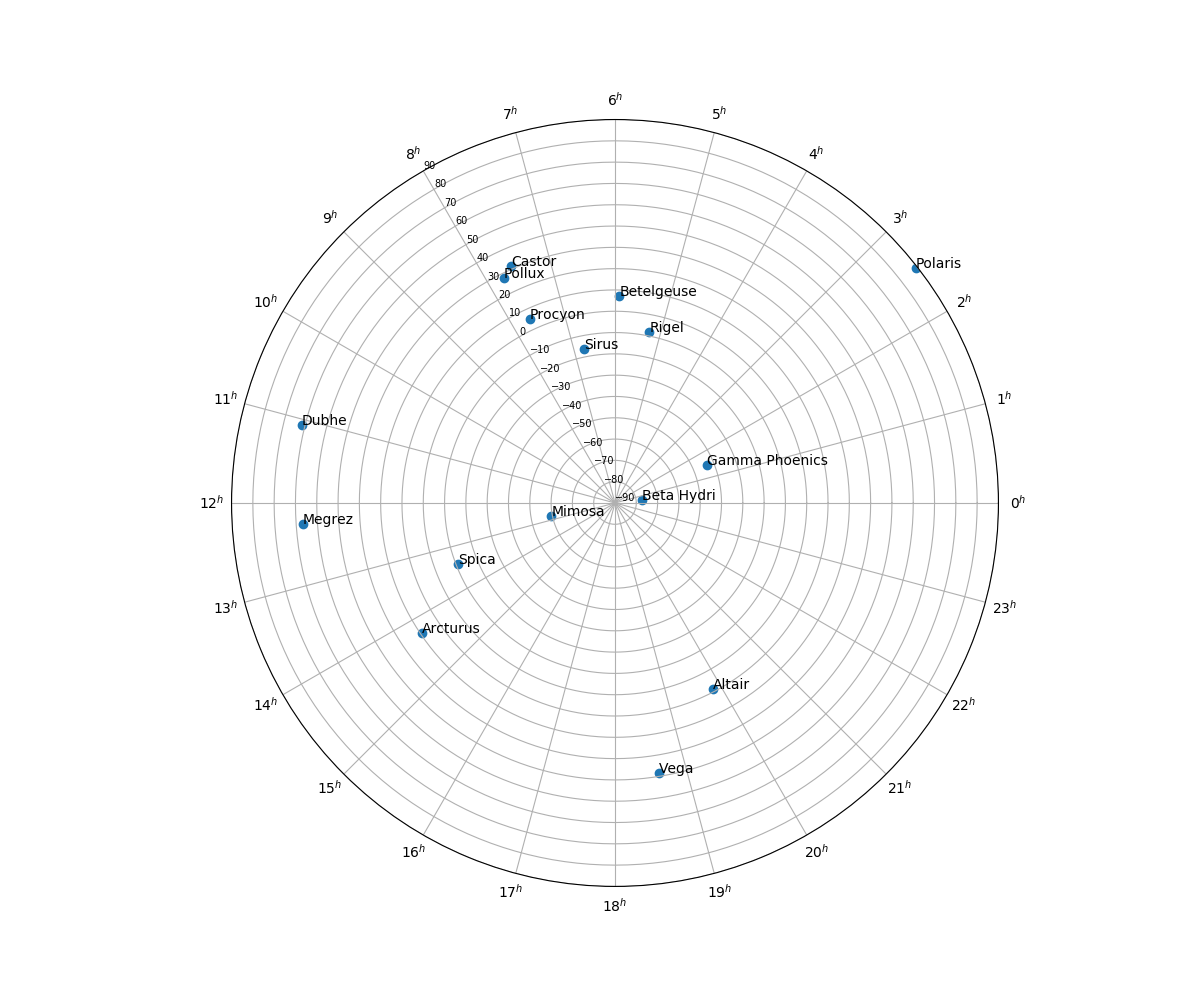 6ʰ
7ʰ
5ʰ
8ʰ
4ʰ
90
80
70
9ʰ
3ʰ
60
50
40
Castor
Polaris
30
Pollux
20
Betelgeuse
10ʰ
2ʰ
10
Procyon
0
Rigel
−10
Sirus
−20
−30
11ʰ
1ʰ
−40
Dubhe
−50
−60
−70
Gamma Phoenics
−80
−90
Beta Hydri
12ʰ
0ʰ
Mimosa
Megrez
Spica
13ʰ
23ʰ
Arcturus
Altair
14ʰ
22ʰ
Vega
15ʰ
21ʰ
16ʰ
20ʰ
17ʰ
19ʰ
18ʰ